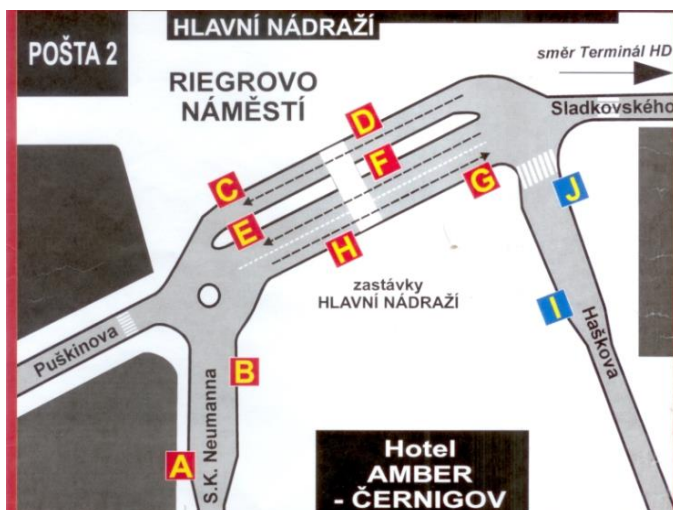 HLAVNÍ NÁDRAŽÍ
POŠTA 2
směr Terminál HD
RIEGROVO
NÁMĚSTÍ
Sladkovského
D
F
C
G
J
E
H
zastávky
HLAVNÍ NÁDRAŽÍ
I
Haškova
Puškinova
B
A
S.K. Neumanna
Hotel
AMBER
- ČERNIGOV